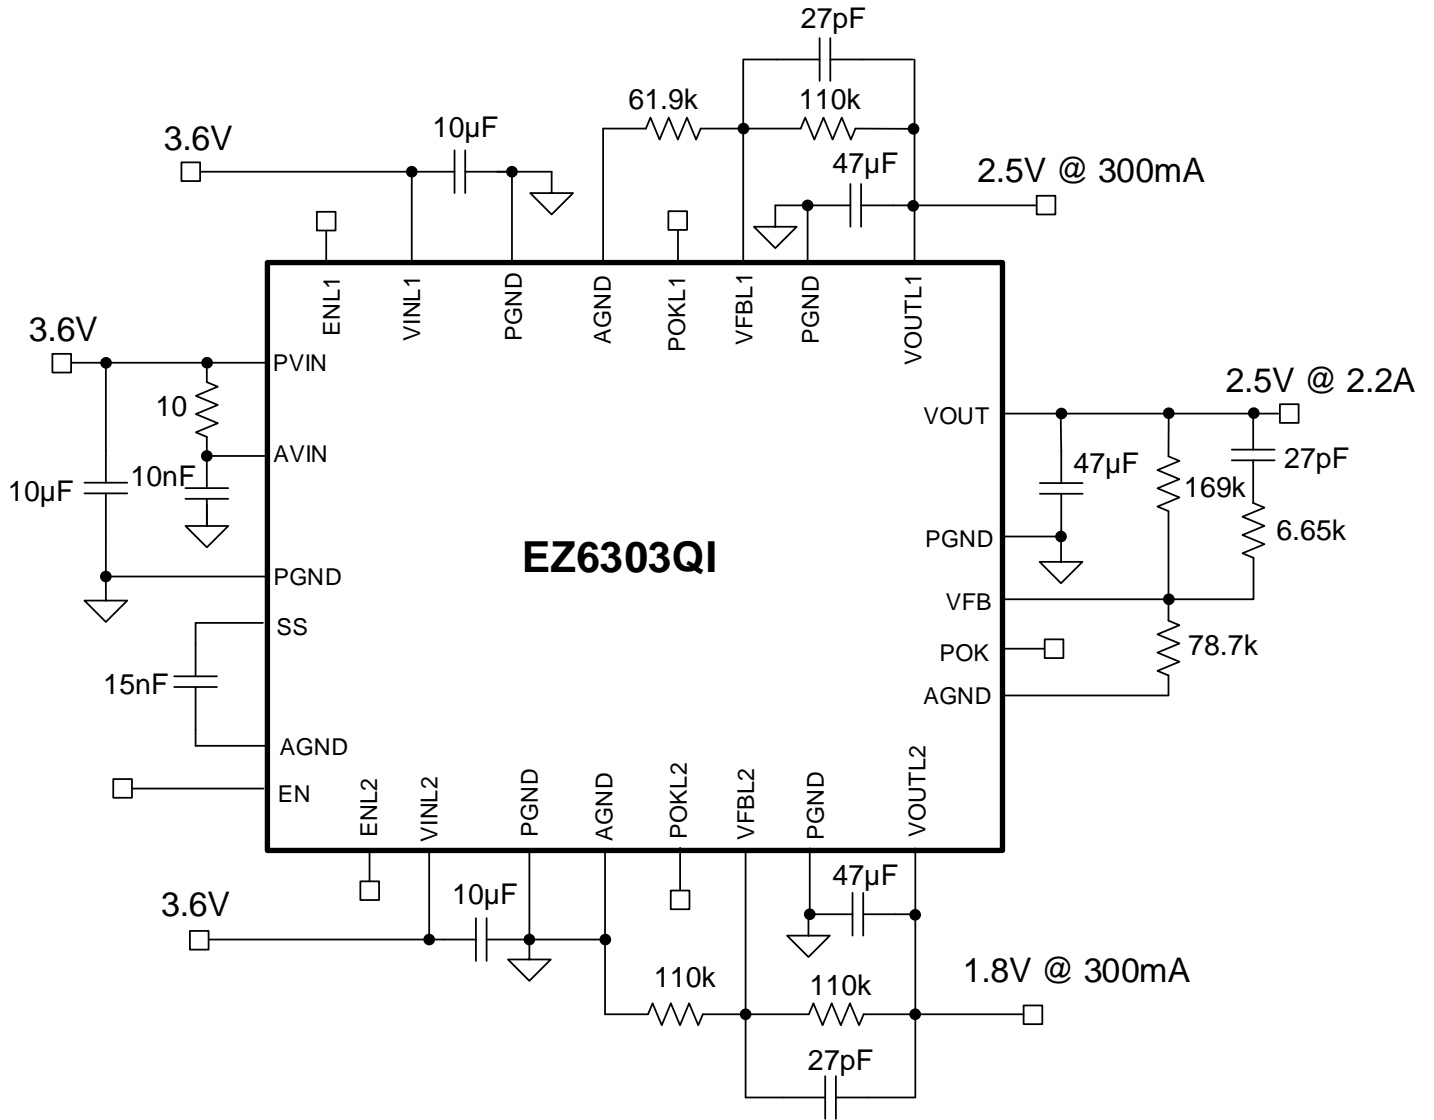 27pF
61.9k
110k
3.6V
10µF
47µF
2.5V @ 300mA
ENL1
VINL1
PGND
AGND
POKL1
VFBL1
PGND
VOUTL1
3.6V
PVIN
10
AVIN
10µF
10nF
PGND
SS
15nF
AGND
EN
EZ6303QI
2.5V @ 2.2A
VOUT
47µF
169k
27pF
6.65k
PGND
VFB
POK
78.7k
AGND
ENL2
VINL2
PGND
AGND
POKL2
VFBL2
PGND
VOUTL2
3.6V
10µF
47µF
110k
110k
1.8V @ 300mA
27pF